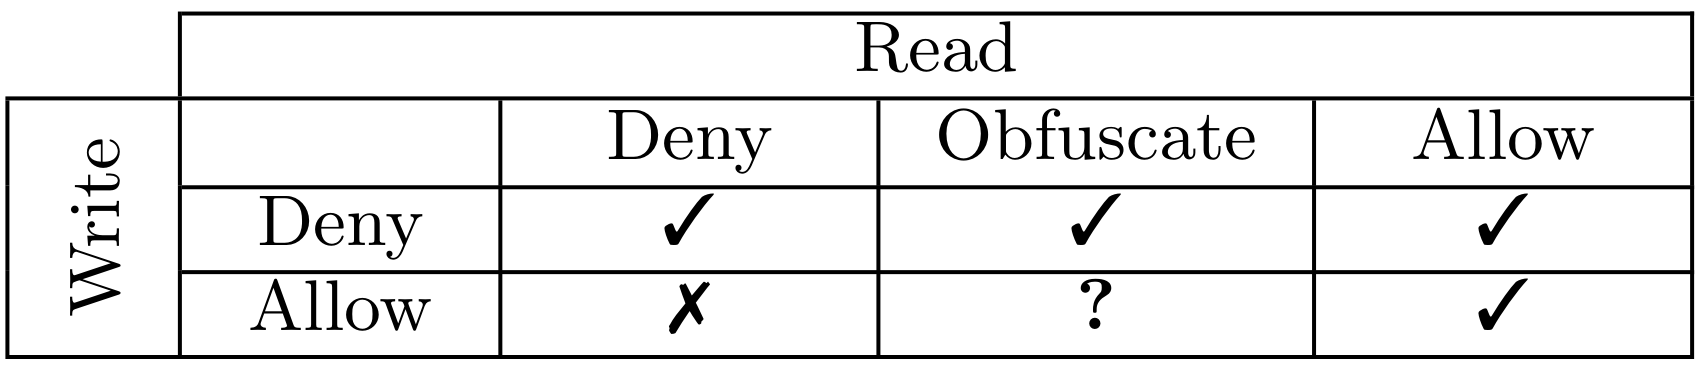 Read
Write
Deny Obfuscate Allow
Deny ✓ ✓ ✓
Allow ✗ ? ✓